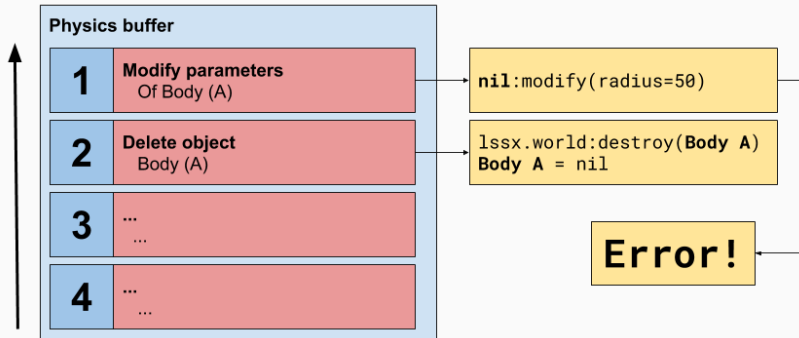 Physics buffer
1
Modify parameters
Of Body (A)
nil:modify(radius=50)
2
Delete object
Body (A)
lssx.world:destroy(Body A)
Body A = nil
3
...
...
Error!
4
...
...